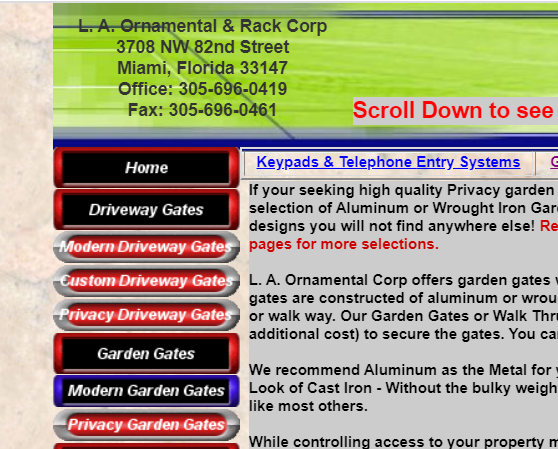 L. A. Ornamental & Rack Corp
3708 NW 82nd Street
Miami, Florida 33147
Office: 305-696-0419
Fax: 305-696-0461
Scroll Down to see
Home
Driveway Gates
Modern Driveway Gates
Custom Driveway Gates
Privacy Driveway Gates
Garden Gates
Modern Garden Gates
Privacy Garden Gates
Keypads & Telephone Entry Systems
If your seeking high quality Privacy garden
selection of Aluminum or Wrought Iron
designs you will not find anywhere else!
pages for more selections.
L. A. Ornamental Corp offers garden gates
gates are constructed of aluminum or
or walk way. Our Garden Gates or Walk
additional cost) to secure the gates. You
We recommend Aluminum as the Metal for
Look of Cast Iron - Without the bulky
like most others.
While controlling access to your property